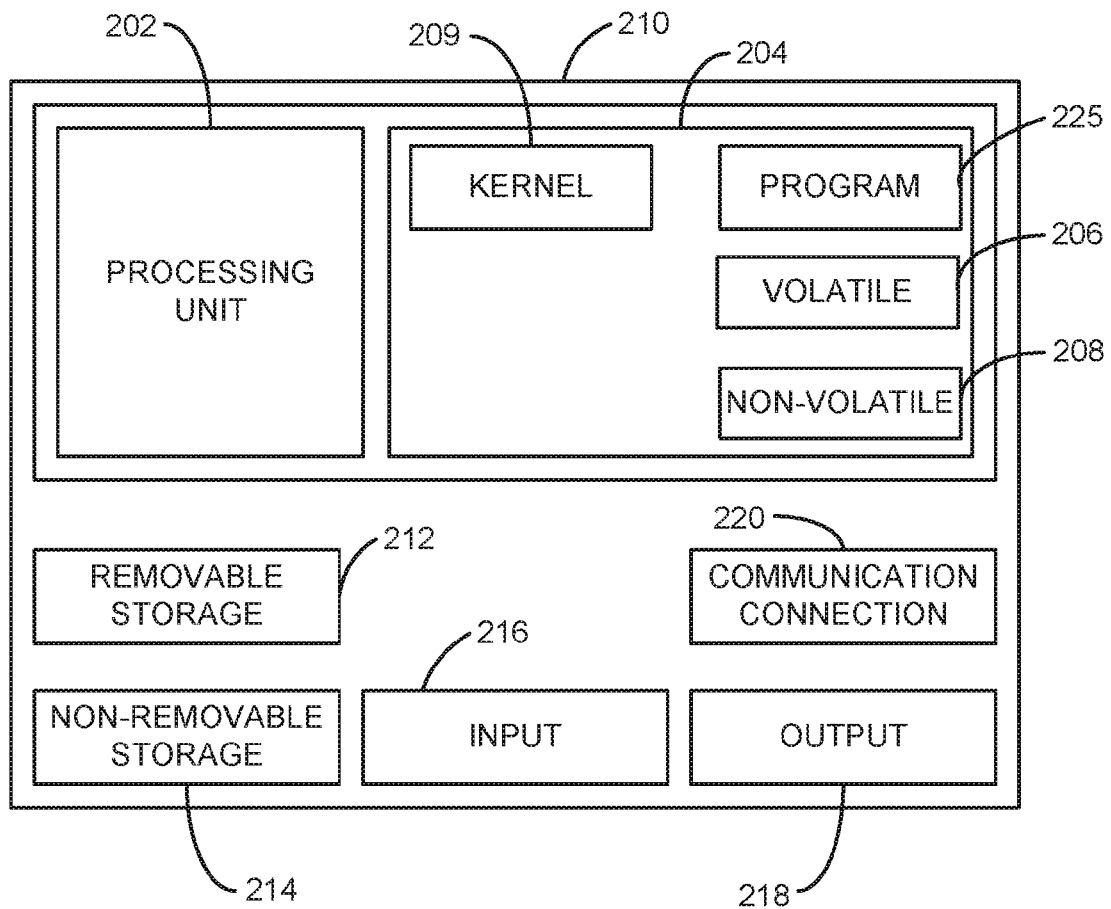 202
209
210
204
225
KERNEL
PROGRAM
206
PROCESSING
UNIT
VOLATILE
208
NON-VOLATILE
212
220
REMOVABLE
STORAGE
COMMUNICATION
CONNECTION
216
NON-REMOVABLE
STORAGE
INPUT
OUTPUT
214
218